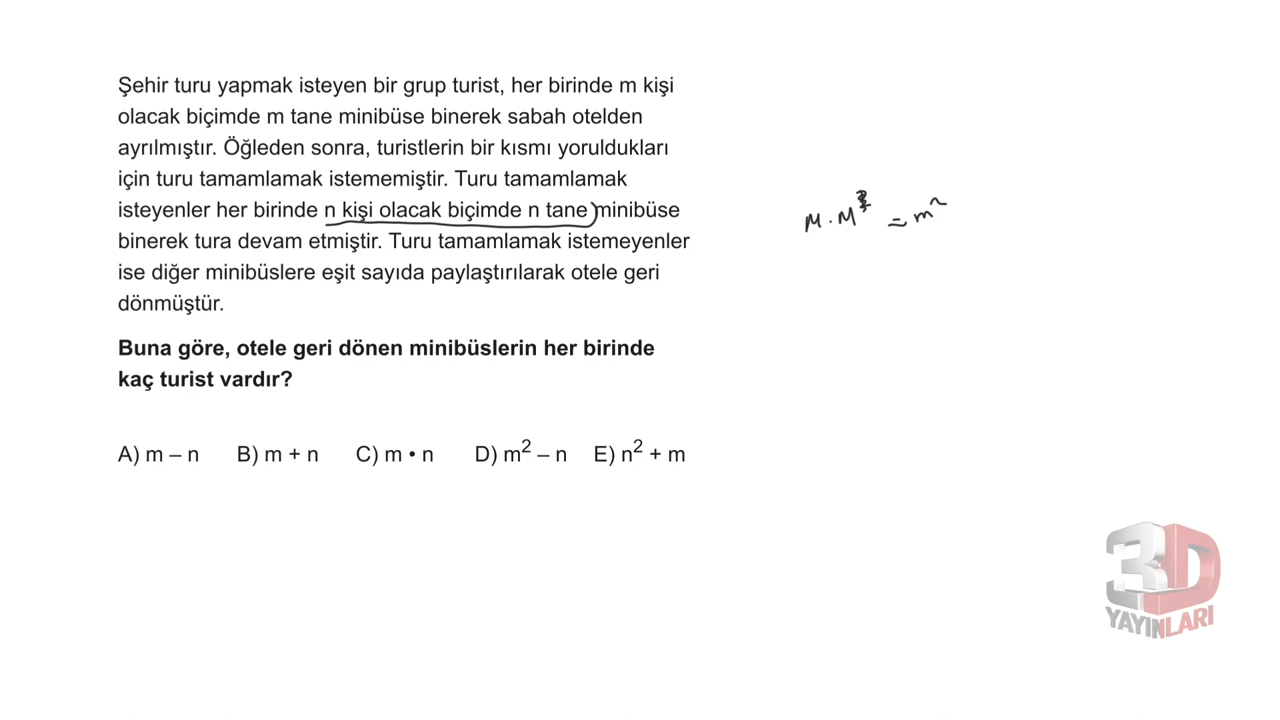 Şehir turu yapmak isteyen bir grup turist, her birinde m kişi
olacak biçimde m tane minibüse binerek sabah otelden
ayrılmıştır. Öğleden sonra, turistlerin bir kısmı yoruldukları
için turu tamamlamak istememiştir. Turu tamamlamak
isteyenler her birinde n kişi olacak biçimde n tane minibüse
binerek tura devam etmiştir. Turu tamamlamak istemeyenler
ise diğer minibüslere eşit sayıda paylaştırılarak otele geri
dönmüştür.
Buna göre, otele geri dönen minibüslerin her birinde
kaç turist vardır?
A) m – n B) m + n C) m • n D) m² – n E) n² + m
M . M = m²
3D
YAYINLARI